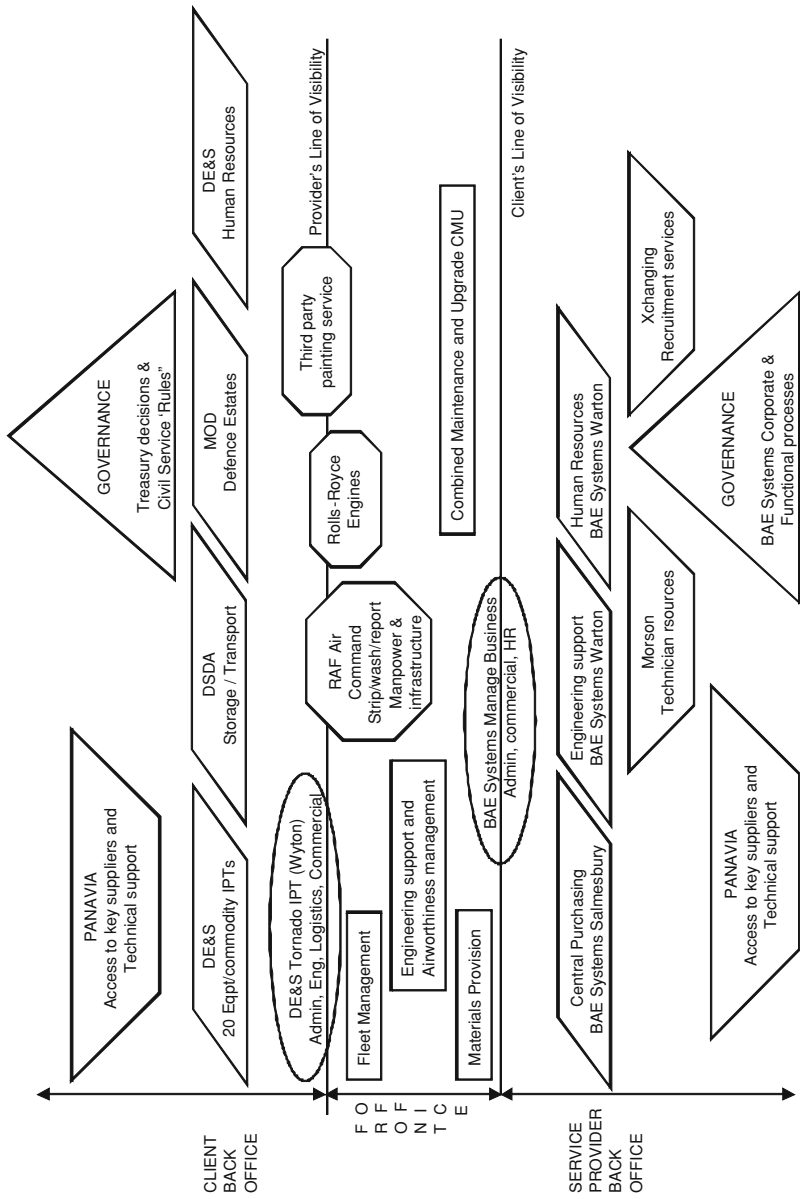 GOVERNANCE
Treasury decisions &
Civil Service ‘Rules”
PANAVIA
Access to key suppliers and
Technical support
CLIENT
BACK
OFFICE
DE&S
20 Eqpt/commodity IPTs
DSDA
Storage / Transport
MOD
Defence Estates
DE&S
Human Resources
Provider's Line of Visibility
DE&S Tornado IPT (Wyton)
Admin, Eng, Logistics, Commercial
RAF Air
Command
Strip/wash/report
Manpower &
infrastructure
Rolls-Royce
Engines
Third party
painting service
F O
R F
O F
N I
T C
E
Fleet Management
Engineering support and
Airworthiness management
Materials Provision
Combined Maintenance and Upgrade CMU
BAE Systems Manage Business
Admin, commercial, HR
Client's Line of Visibility
SERVICE
PROVIDER
BACK
OFFICE
Central Purchasing
BAE Systems Salmesbury
Engineering support
BAE Systems Warton
Human Resources
BAE Systems Warton
Morson
Technician rsources
Xchanging
Recruitment services
PANAVIA
Access to key suppliers and
Technical support
GOVERNANCE
BAE Systems Corporate &
Functional processes